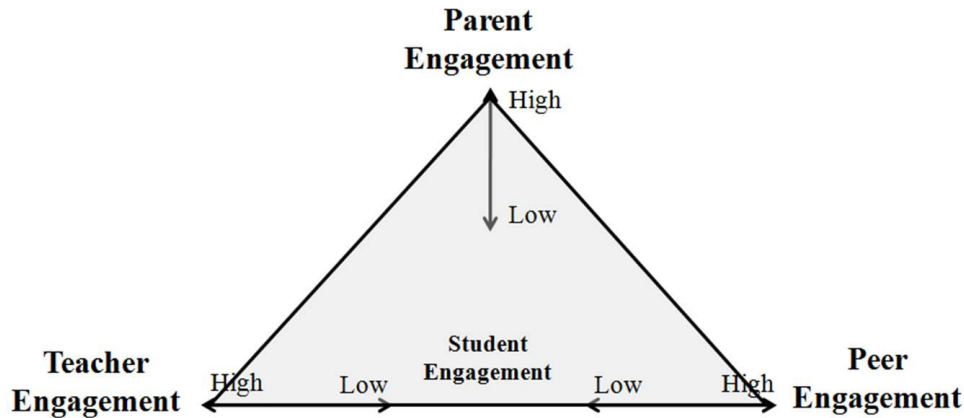 Parent
Engagement
High
Low
Student
Engagement
Teacher
Engagement
High
Low
Low
High
Peer
Engagement